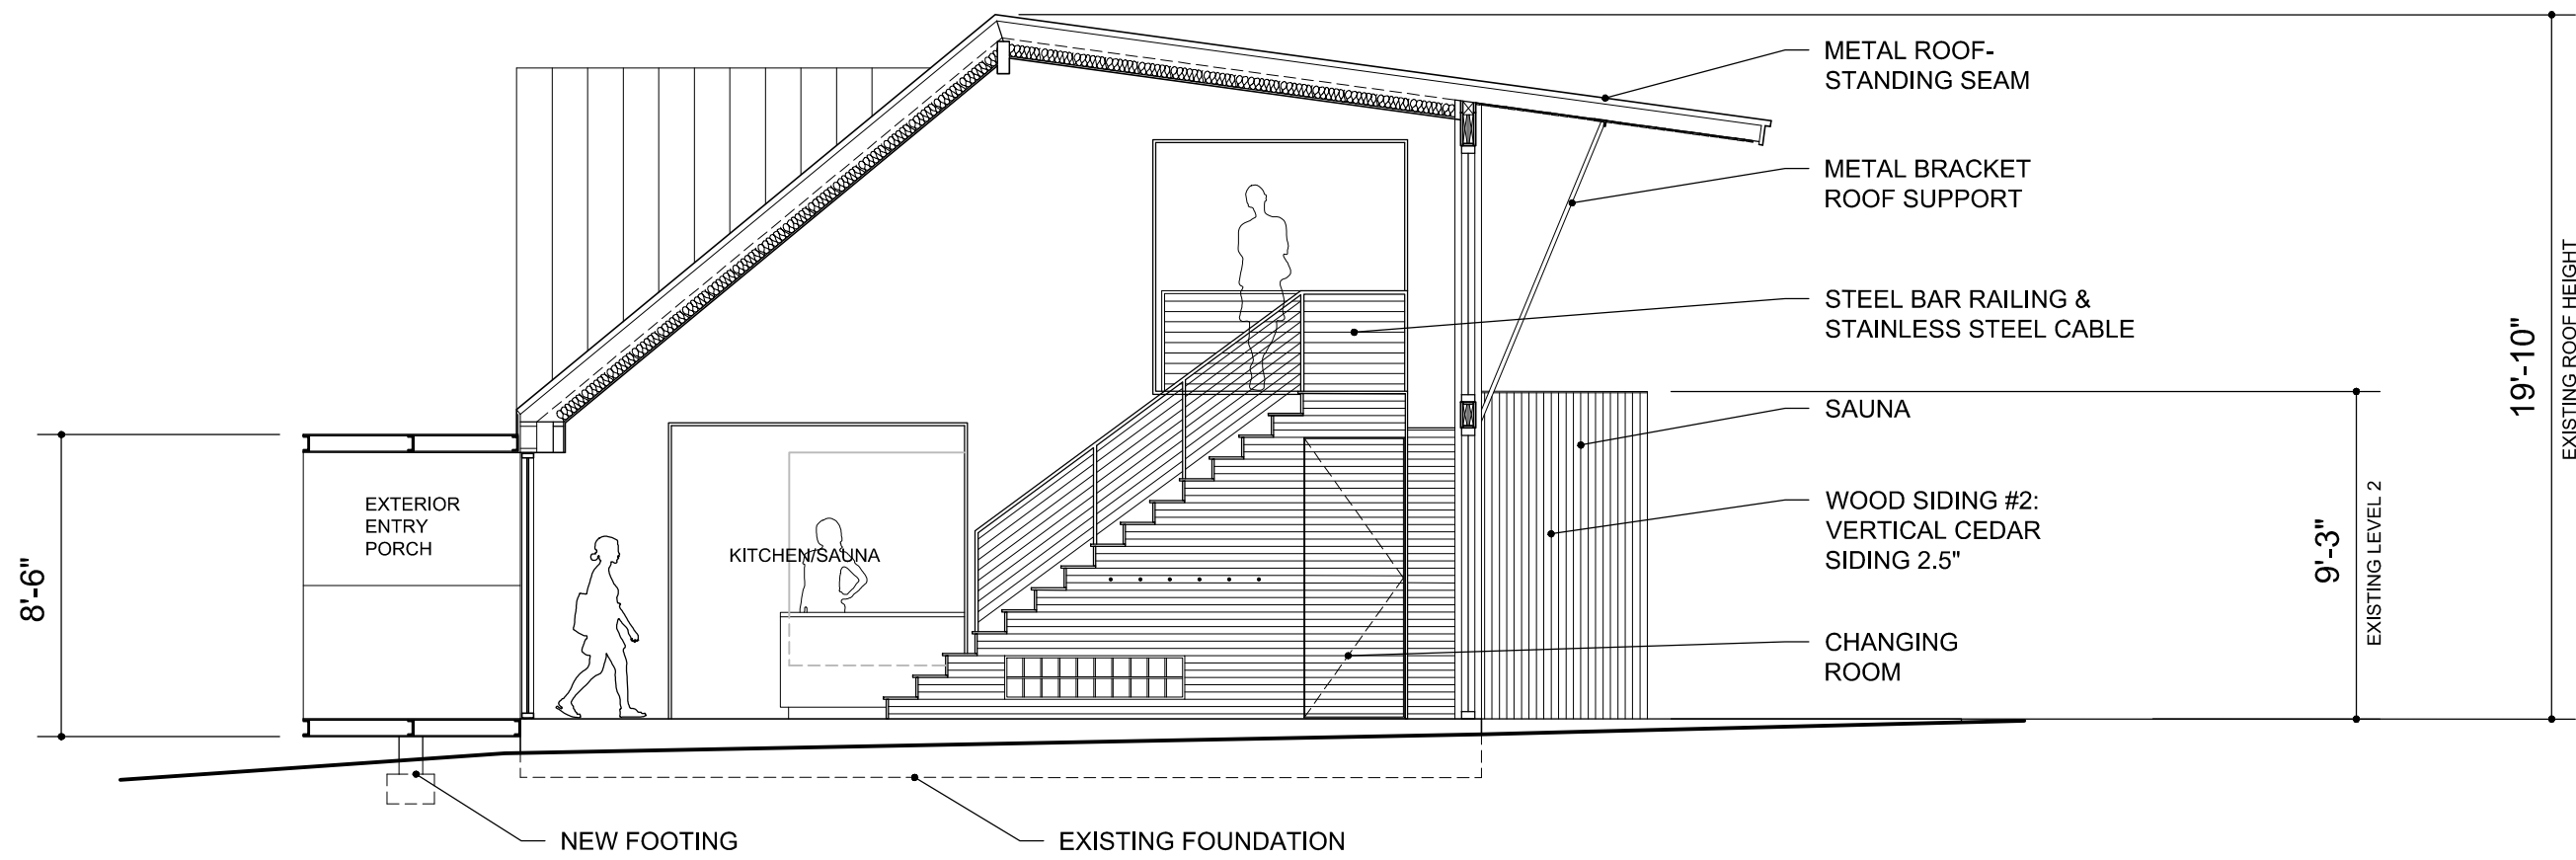 METAL ROOF-
STANDING SEAM
METAL BRACKET
ROOF SUPPORT
STEEL BAR RAILING &
STAINLESS STEEL CABLE
SAUNA
WOOD SIDING #2:
VERTICAL CEDAR
SIDING 2.5"
CHANGING
ROOM
19'-10"
EXISTING ROOF HEIGHT
9'-3"
EXISTING LEVEL 2
8'-6"
EXTERIOR
ENTRY
PORCH
KITCHEN/SAUNA
NEW FOOTING
EXISTING FOUNDATION